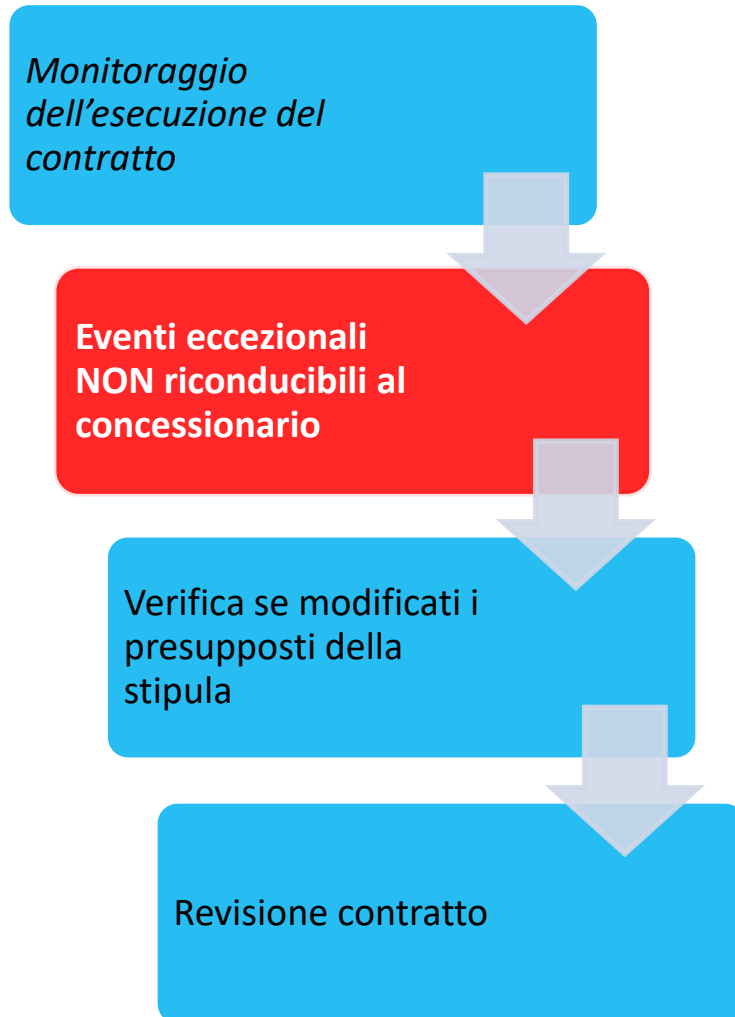 Monitoraggio
dell’esecuzione del
contratto
Eventi eccezionali
NON riconducibili al
concessionario
Verifica se modificati i
presupposti della
stipula
Revisione contratto